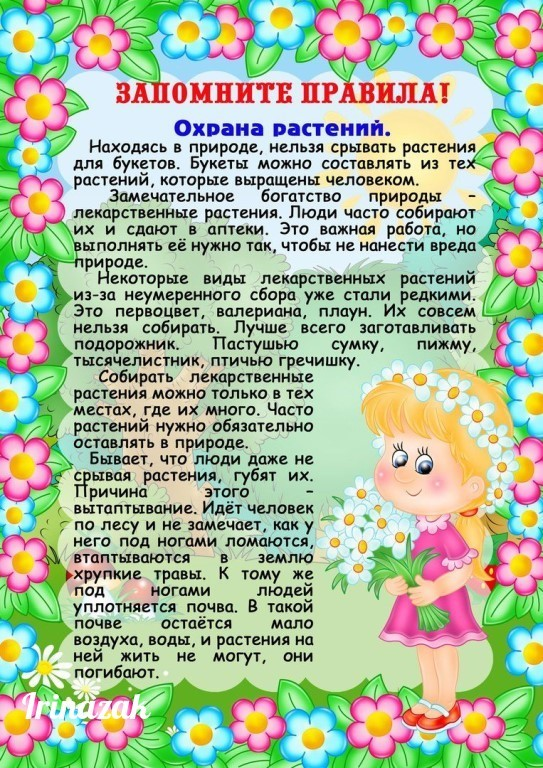 ЗАПОМНИТЕ ПРАВИЛА!
Охрана растений.
Находясь в природе, нельзя срывать растения
для букетов. Букеты можно составлять из тех
растений, которые выращены человеком.
Замечательное богатство природы –
лекарственные растения. Люди часто собирают
их и сдают в аптеки. Это важная работа, но
выполнять её нужно так, чтобы не нанести вреда
природе.
Некоторые виды лекарственных растений
из-за неумеренного сбора уже стали редкими.
Это первоцвет, валериана, плаун. Их совсем
нельзя собирать. Лучше всего заготавливать
подорожник. Пастушью сумку, пижму,
тысячелистник, птичью гречишку.
Собирать лекарственные
растения можно только в тех
местах, где их много. Часто
растений нужно обязательно
оставлять в природе.
Бывает, что люди даже не
срывая растения, губят их.
Причина этого –
вытаптывание. Идёт человек
по лесу и не замечает, как у
него под ногами ломаются,
втаптываются в землю
хрупкие травы. К тому же
под ногами людей
уплотняется почва. В такой
почве остаётся мало
воздуха, воды, и растения на
ней жить не могут, они
погибают.
Irinazak